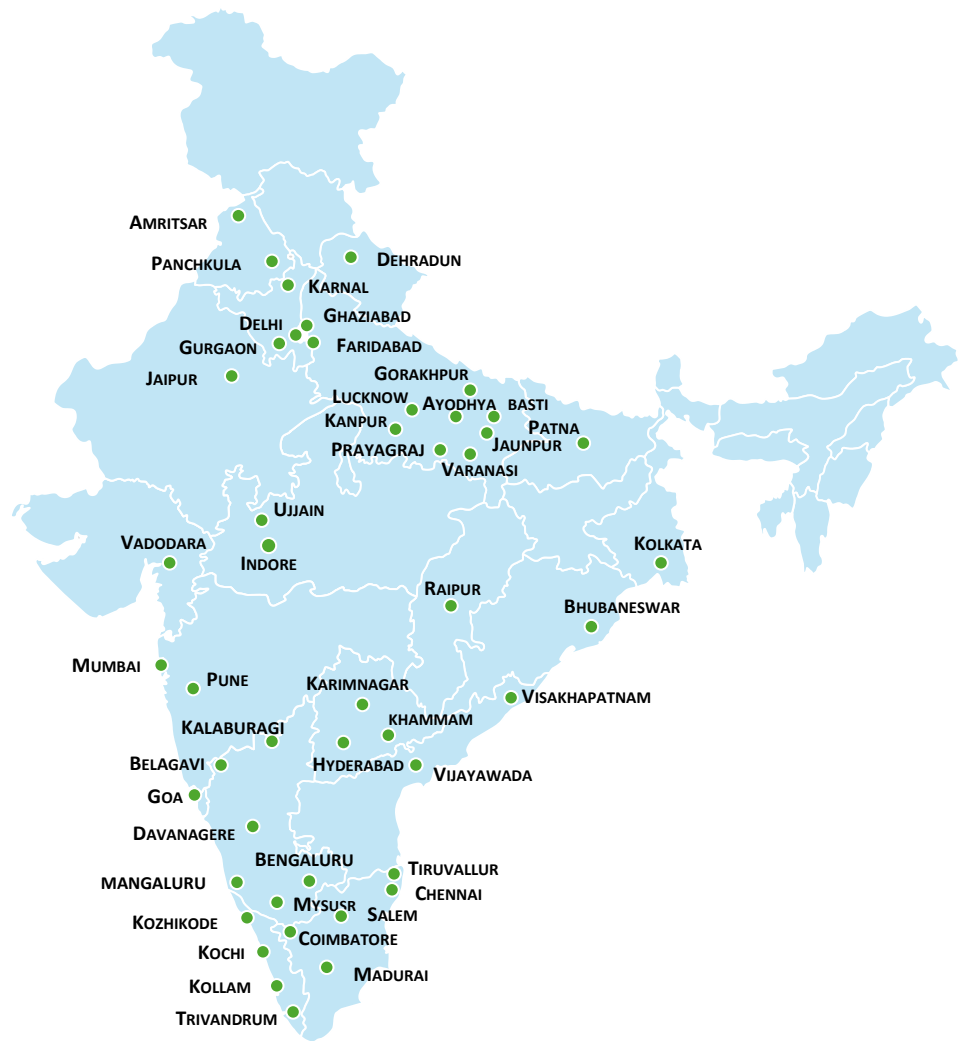 AMRITSAR
DEHRADUN
PANCHKULA
KARNAL
GHAZIABAD
DELHI
FARIDABAD
GURGAON
JAIPUR
GORAKHPUR
LUCKNOW
AYODHYA
BASTI
KANPUR
PATNA
JAUNPUR
PRAYAGRAJ
VARANASI
UJJAIN
VADODARA
KOLKATA
INDORE
RAIPUR
BHUBANESWAR
MUMBAI
PUNE
KARIMNAGAR
VISAKHAPATNAM
KHAMMAM
KALABURAGI
BELAGAVI
HYDERABAD
VIJAYAWADA
GOA
DAVANAGERE
BENGALURU
TIRUVALLUR
MANGALURU
CHENNAI
MYSUSR
SALEM
KOZHIKODE
COIMBATORE
KOCHI
MADURAI
KOLLAM
TRIVANDRUM